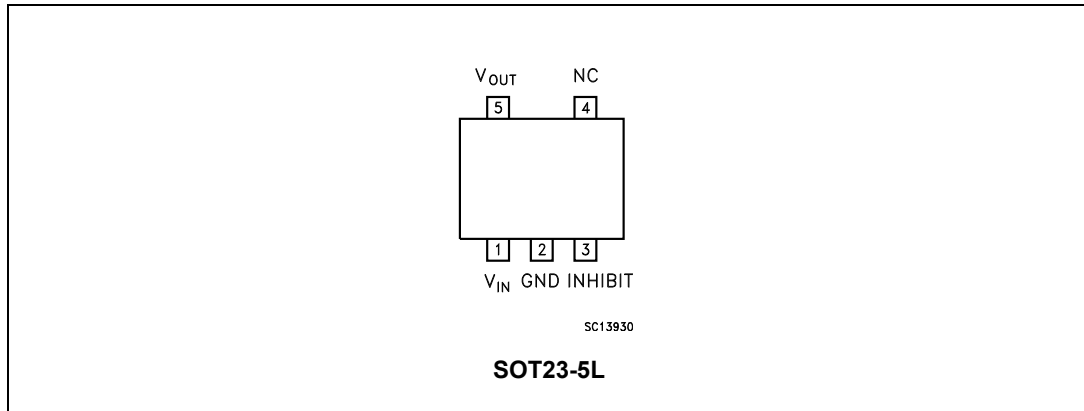 VOUT NC
5 4
1 2 3
VIN GND INHIBIT
SC13930
SOT23-5L